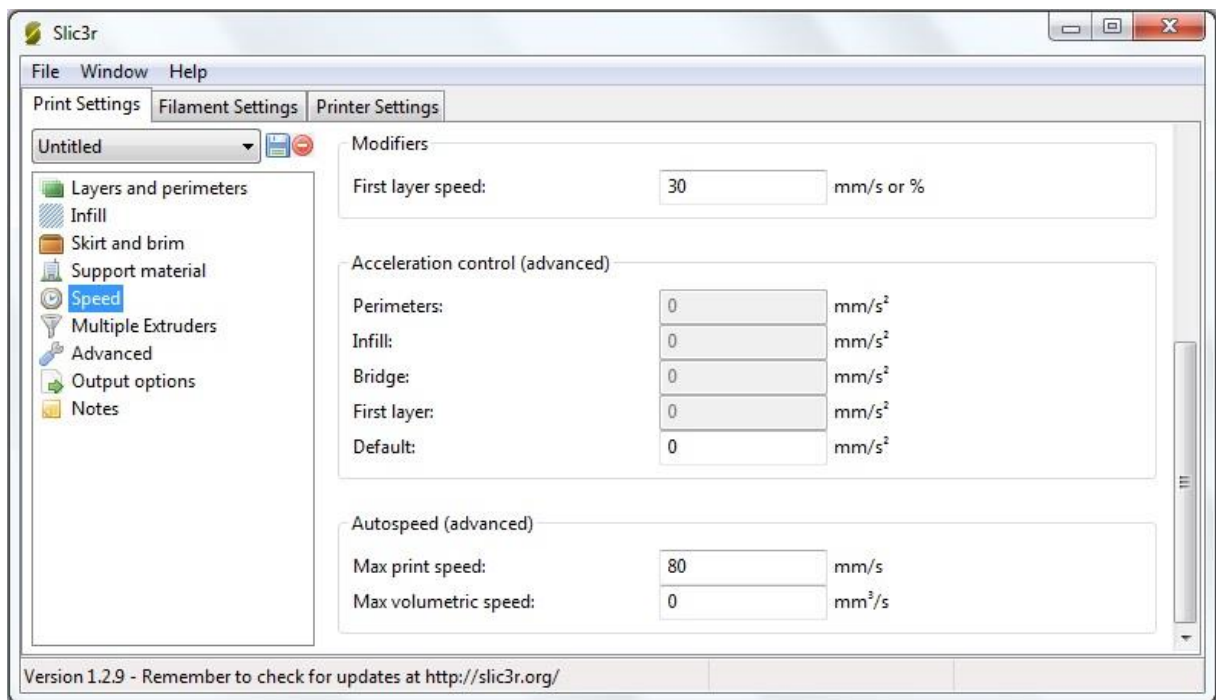 Slic3r
File Window Help
Print Settings Filament Settings Printer Settings
Untitled
Layers and perimeters
Infill
Skirt and brim
Support material
Speed
Multiple Extruders
Advanced
Output options
Notes
Modifiers
First layer speed: 30 mm/s or %
Acceleration control (advanced)
Perimeters: 0 mm/s²
Infill: 0 mm/s²
Bridge: 0 mm/s²
First layer: 0 mm/s²
Default: 0 mm/s²
Autospeed (advanced)
Max print speed: 80 mm/s
Max volumetric speed: 0 mm³/s
Version 1.2.9 - Remember to check for updates at http://slic3r.org/